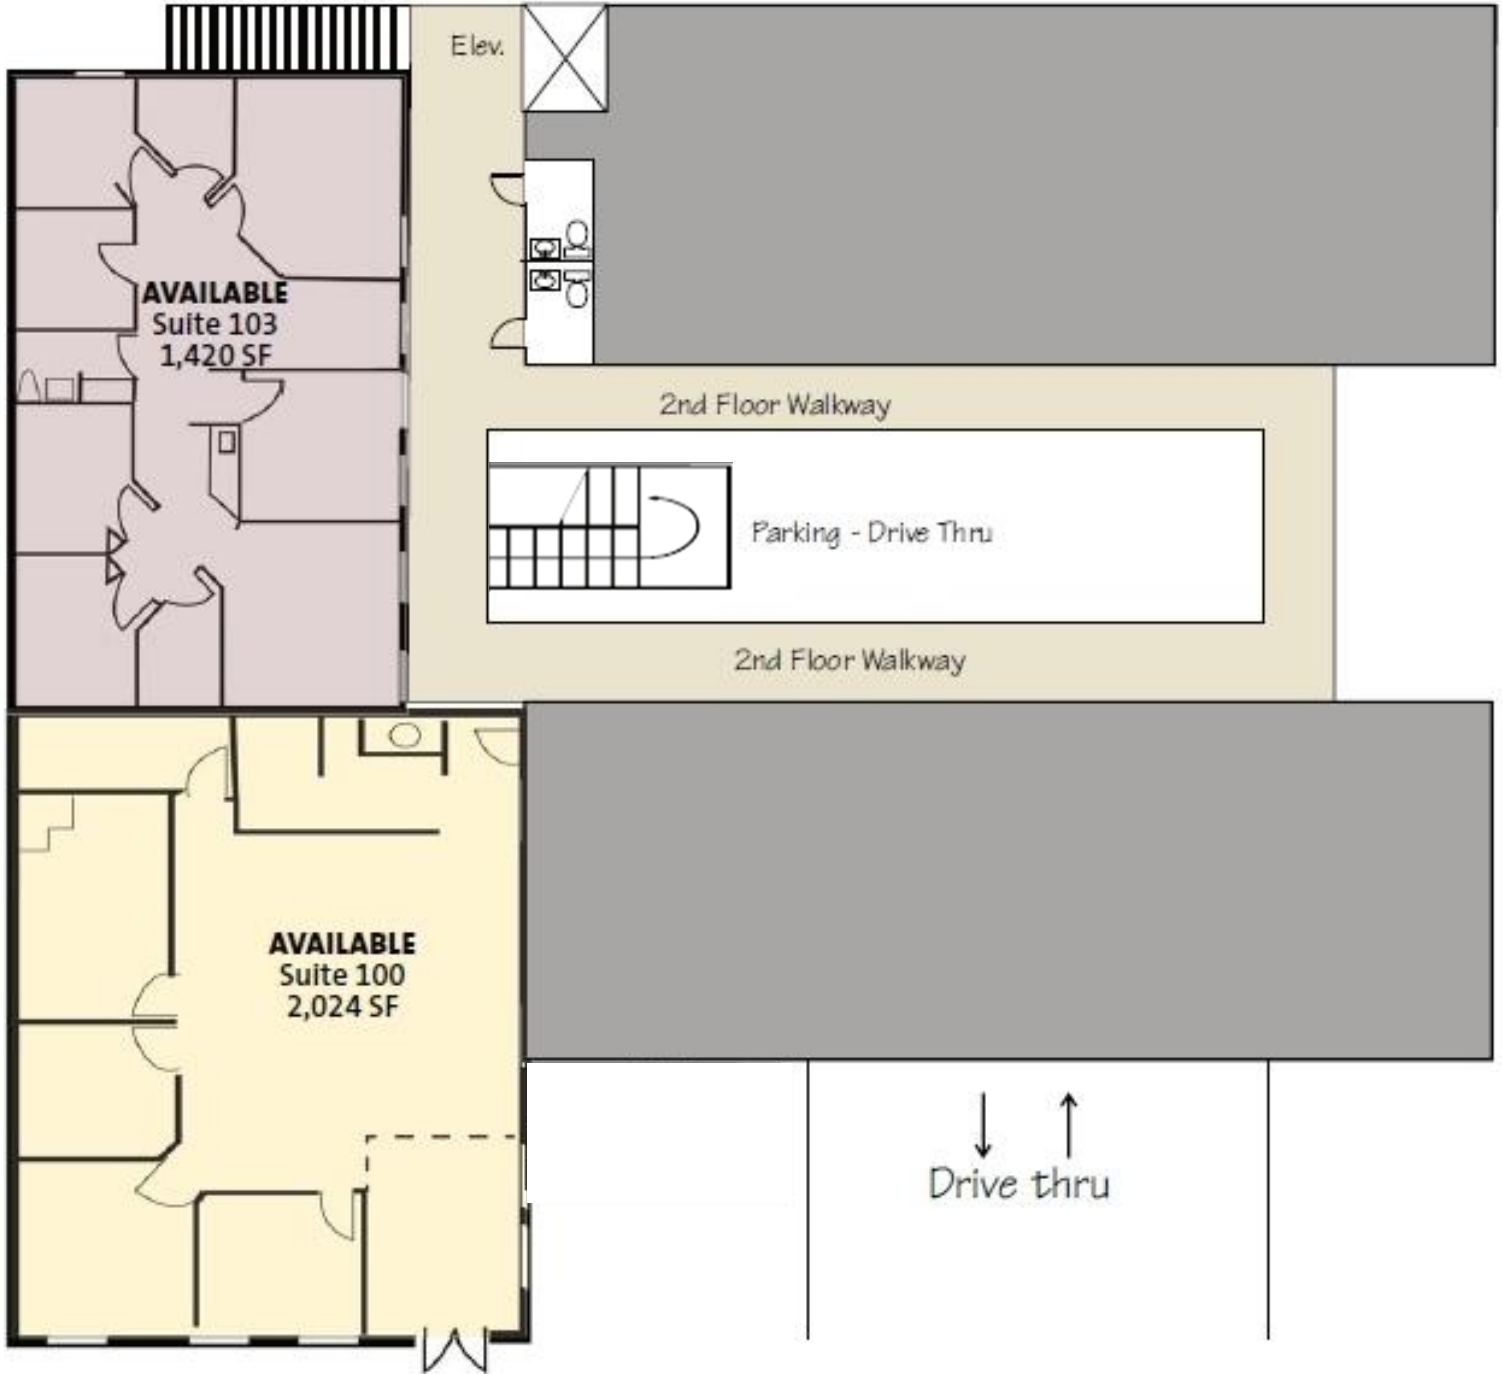 Elev.
AVAILABLE
Suite 103
1,420 SF
2nd Floor Walkway
Parking - Drive Thru
2nd Floor Walkway
AVAILABLE
Suite 100
2,024 SF
Drive thru